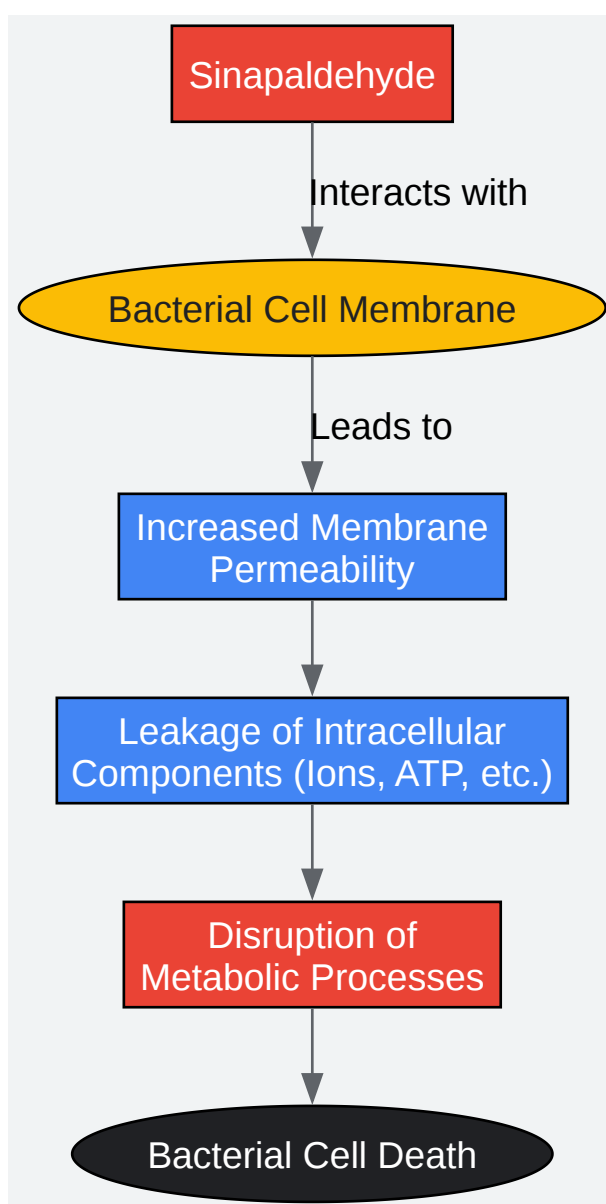 Sinapaldehyde
Interacts with
Bacterial Cell Membrane
Leads to
Increased Membrane
Permeability
Leakage of Intracellular
Components (Ions, ATP, etc.)
Disruption of
Metabolic Processes
Bacterial Cell Death